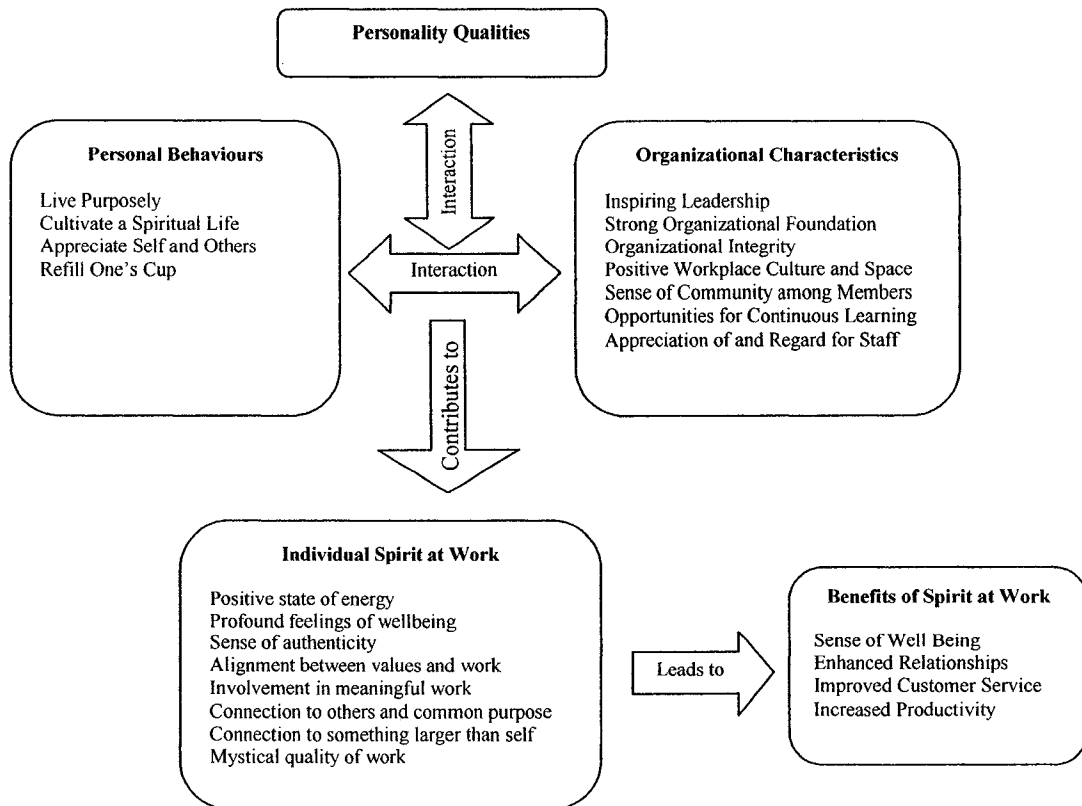 Personality Qualities
Interaction
Personal Behaviours
Live Purposely
Cultivate a Spiritual Life
Appreciate Self and Others
Refill One's Cup
Interaction
Organizational Characteristics
Inspiring Leadership
Strong Organizational Foundation
Organizational Integrity
Positive Workplace Culture and Space
Sense of Community among Members
Opportunities for Continuous Learning
Appreciation of and Regard for Staff
Contributes to
Individual Spirit at Work
Positive state of energy
Profound feelings of wellbeing
Sense of authenticity
Alignment between values and work
Involvement in meaningful work
Connection to others and common purpose
Connection to something larger than self
Mystical quality of work
Leads to
Benefits of Spirit at Work
Sense of Well Being
Enhanced Relationships
Improved Customer Service
Increased Productivity